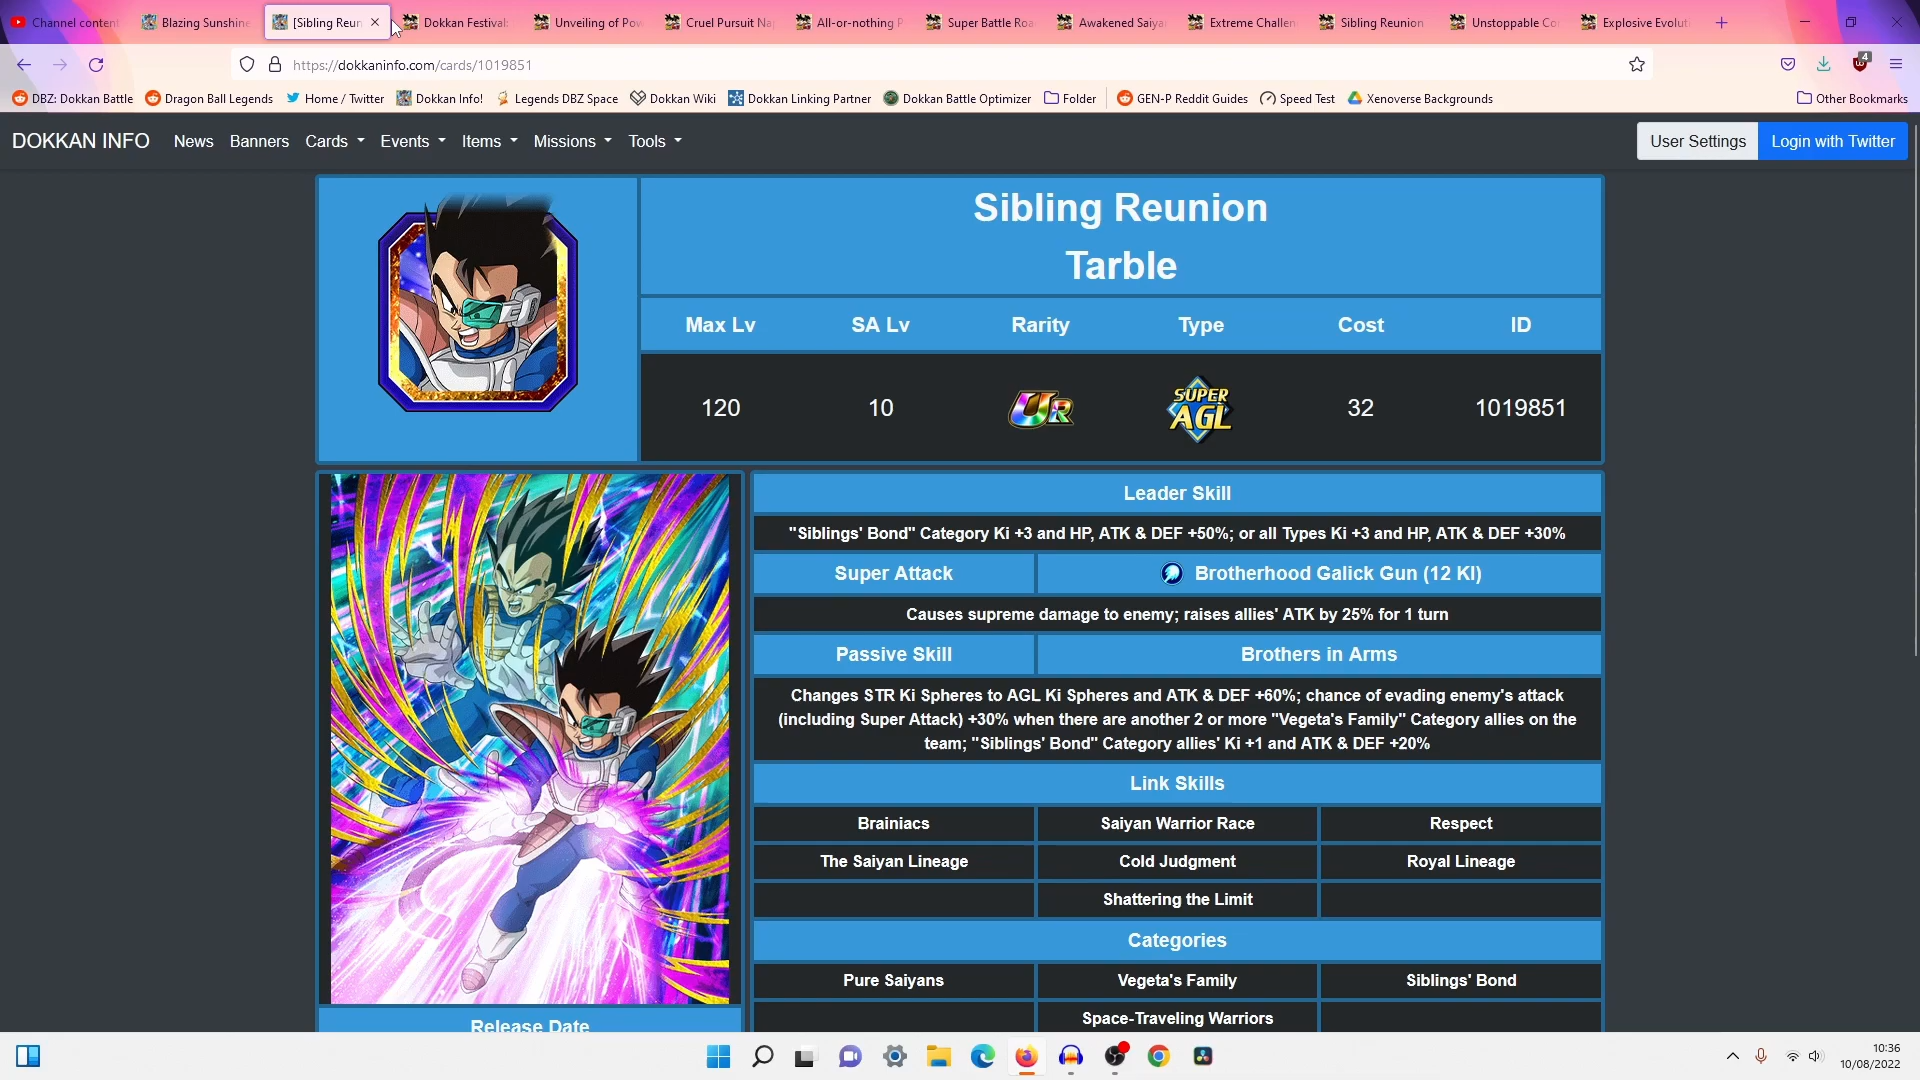 Channel content
Blazing Sunshine
[Sibling Reun
Dokkan Festival:
Unveiling of Pow
Cruel Pursuit Nap
All-or-nothing P
Super Battle Road
Awakened Saiya
Extreme Challen
Sibling Reunion
Unstoppable Co
Explosive Evoluti
https://dokkaninfo.com/cards/1019851
4
DBZ: Dokkan Battle
Dragon Ball Legends
Home / Twitter
Dokkan Info!
Legends DBZ Space
Dokkan Wiki
Dokkan Linking Partner
Dokkan Battle Optimizer
Folder
GEN-P Reddit Guides
Speed Test
Xenoverse Backgrounds
Other Bookmarks
DOKKAN INFO
News
Banners
Cards
Events
Items
Missions
Tools
User Settings
Login with Twitter
Sibling Reunion
Tarble
Max Lv
SA Lv
Rarity
Type
Cost
ID
120
10
UR
SUPER
AGL
32
1019851
Leader Skill
"Siblings' Bond" Category Ki +3 and HP, ATK & DEF +50%; or all Types Ki +3 and HP, ATK & DEF +30%
Super Attack
Brotherhood Galick Gun (12 KI)
Causes supreme damage to enemy; raises allies' ATK by 25% for 1 turn
Passive Skill
Brothers in Arms
Changes STR Ki Spheres to AGL Ki Spheres and ATK & DEF +60%; chance of evading enemy's attack
(including Super Attack) +30% when there are another 2 or more "Vegeta's Family" Category allies on the
team; "Siblings' Bond" Category allies' Ki +1 and ATK & DEF +20%
Link Skills
Brainiacs
Saiyan Warrior Race
Respect
The Saiyan Lineage
Cold Judgment
Royal Lineage
Shattering the Limit
Categories
Pure Saiyans
Vegeta's Family
Siblings' Bond
Space-Traveling Warriors
Release Date
10:36
10/08/2022